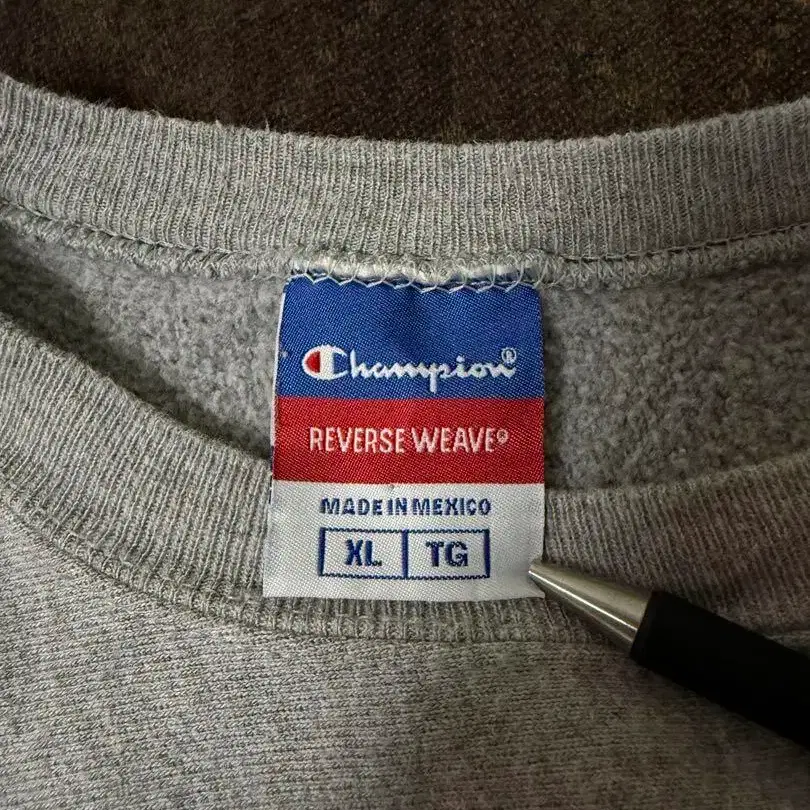 Champion®
REVERSE WEAVE®
MADE IN MEXICO
XL TG